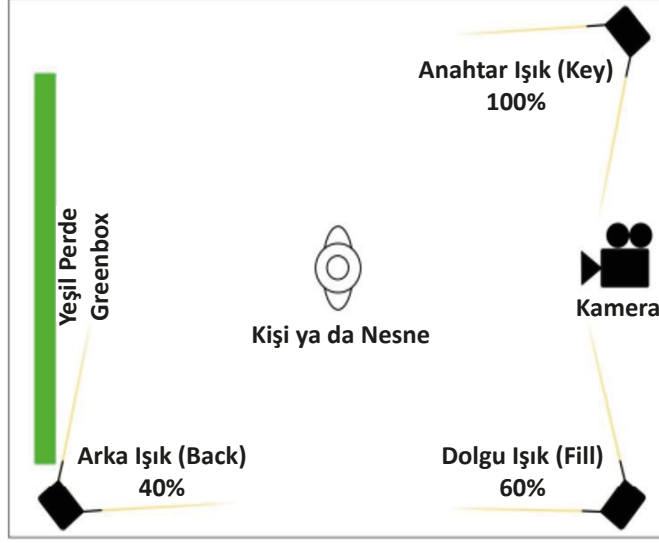 Anahtar Işık (Key)
100%
Yeşil Perde
Greenbox
Kamera
Kişi ya da Nesne
Arka Işık (Back)
40%
Dolgu Işık (Fill)
60%